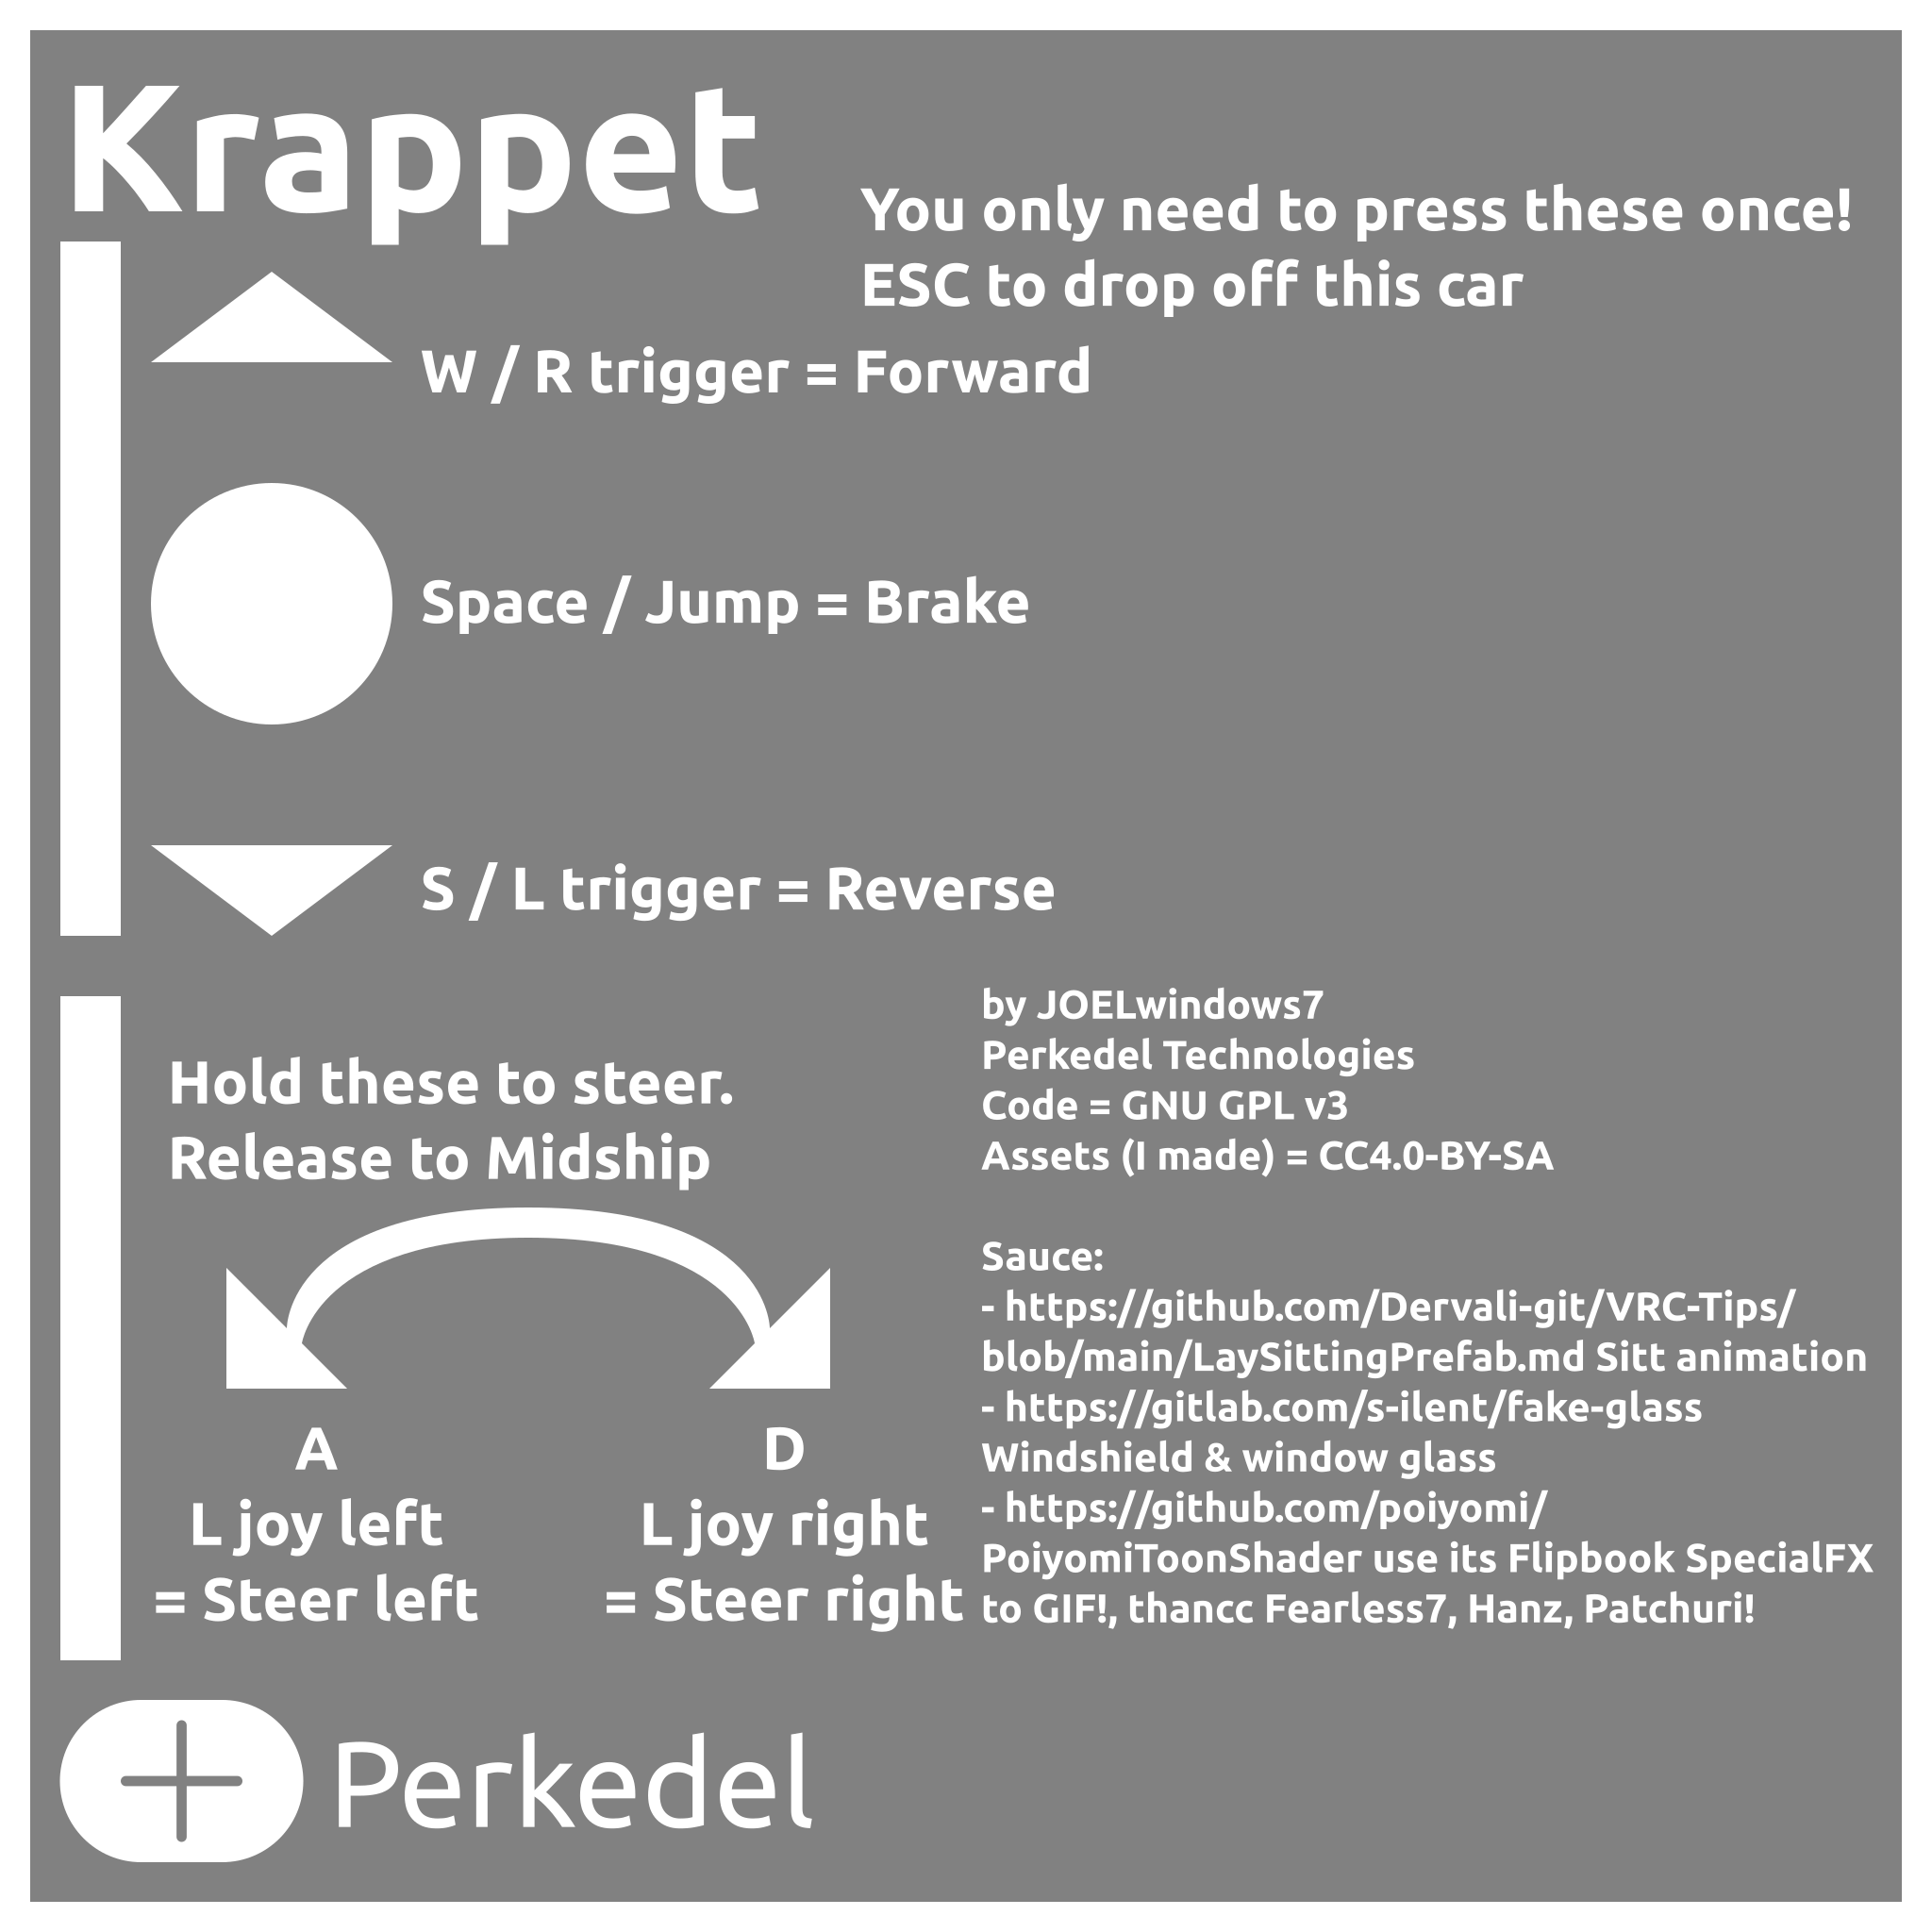 Krappet
You only need to press these once!
ESC to drop off this car
W / R trigger = Forward
Space / Jump = Brake
S / L trigger = Reverse
Hold these to steer.
Release to Midship
A
L joy left
= Steer left
D
L joy right
= Steer right
by JOELwindows7
Perkedel Technologies
Code = GNU GPL v3
Assets (I made) = CC4.0-BY-SA
Sauce:
- https://github.com/Dervali-git/VRC-Tips/
blob/main/LaySittingPrefab.md Sitt animation
- https://gitlab.com/s-ilent/fake-glass
Windshield & window glass
- https://github.com/poiyomi/
PoiyomiToonShader use its Flipbook SpecialFX
to GIF!, thancc Fearless7, Hanz, Patchuri!
Perkedel